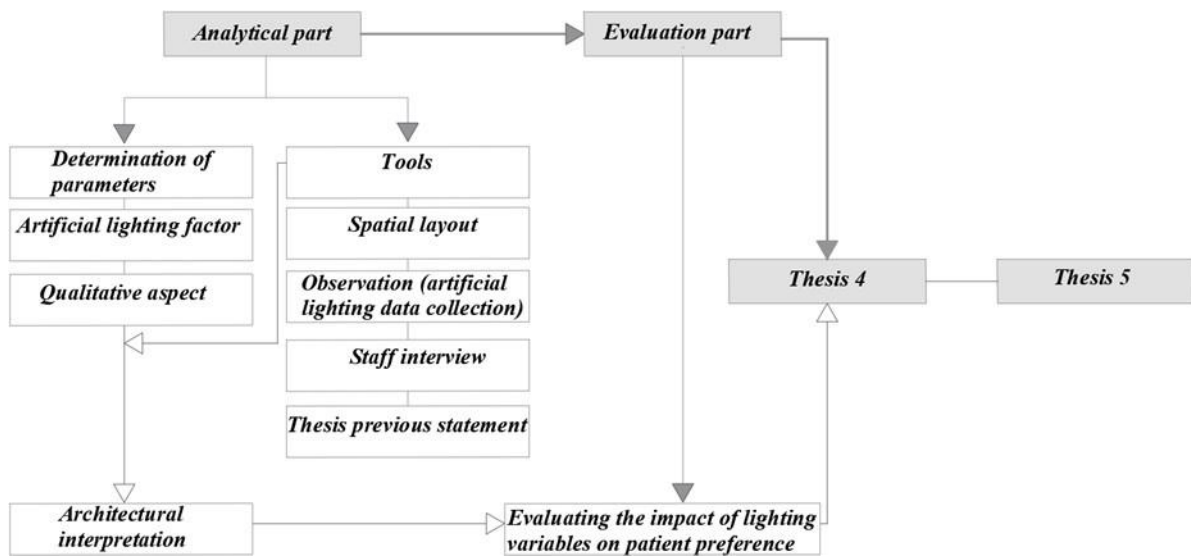 Analytical part
Evaluation part
Determination of
parameters
Tools
Artificial lighting factor
Spatial layout
Qualitative aspect
Observation (artificial
lighting data collection)
Thesis 4
Thesis 5
Staff interview
Thesis previous statement
Architectural
interpretation
Evaluating the impact of lighting
variables on patient preference